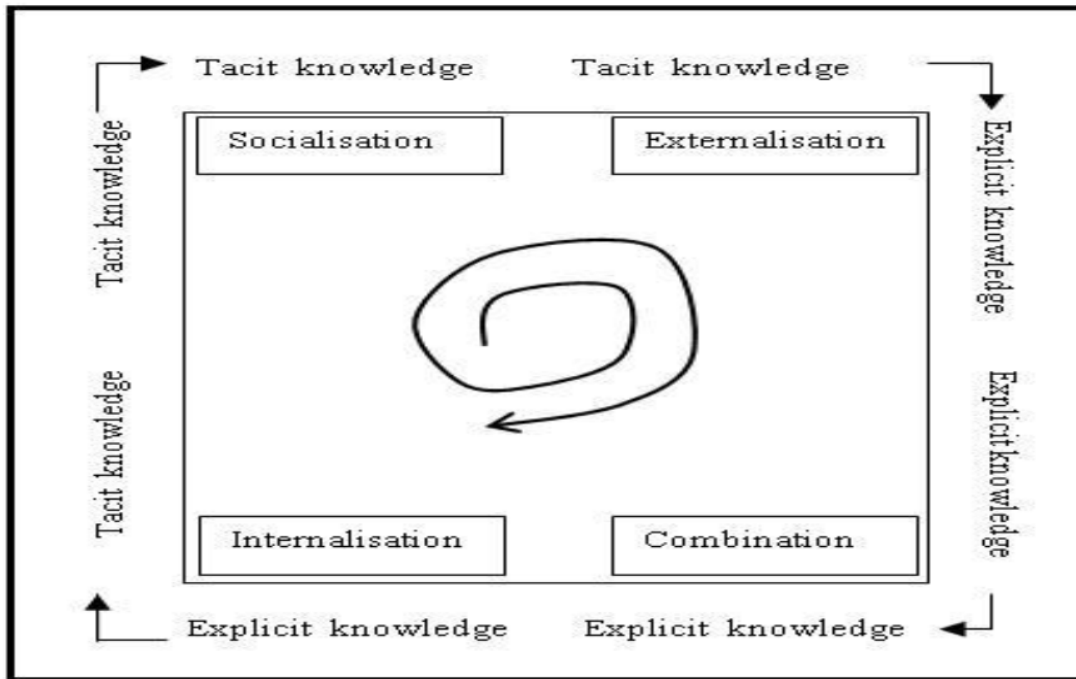 Tacit knowledge
Tacit knowledge
Tacit knowledge
Socialisation
Externalisation
Explicit knowledge
Tacit knowledge
Explicit knowledge
Internalisation
Combination
Explicit knowledge
Explicit knowledge